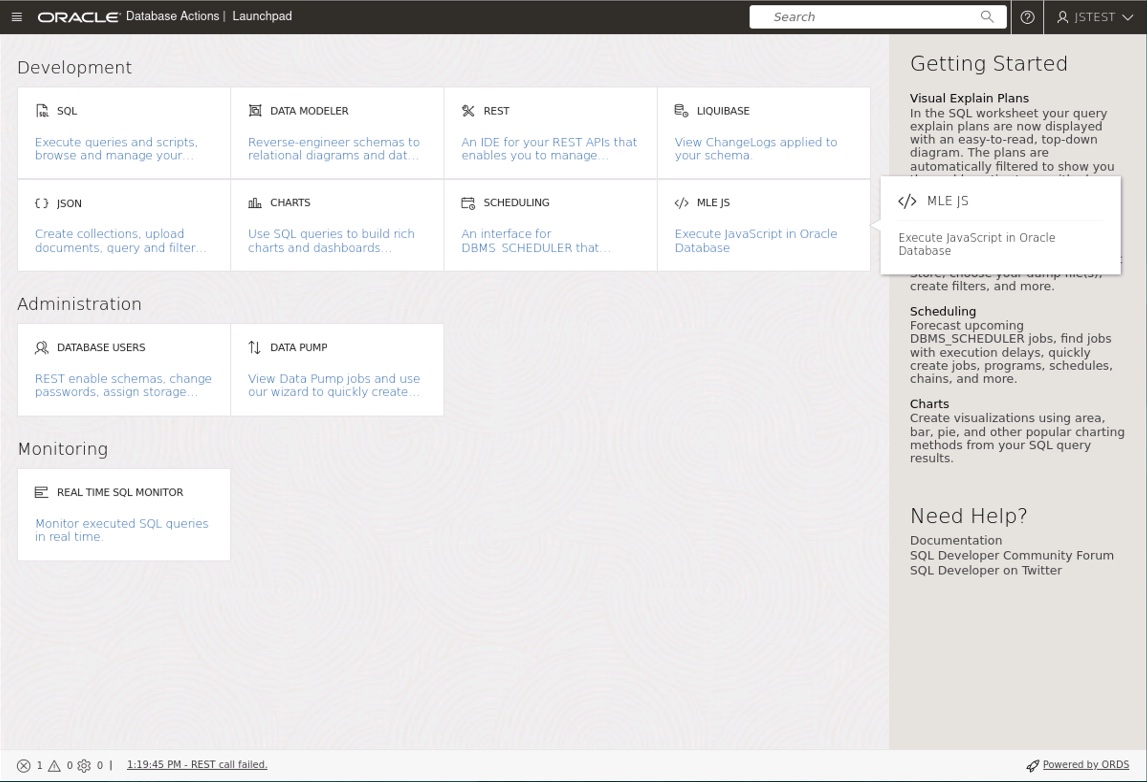 ORACLE Database Actions | Launchpad
Search
JSTEST
Development
SQL
Execute queries and scripts,
browse and manage your...
DATA MODELER
Reverse-engineer schemas to
relational diagrams and dat...
REST
An IDE for your REST APIs that
enables you to manage...
LIQUIBASE
View ChangeLogs applied to
your schema.
JSON
Create collections, upload
documents, query and filter...
CHARTS
Use SQL queries to build rich
charts and dashboards...
SCHEDULING
An interface for
DBMS_SCHEDULER that...
MLE JS
Execute JavaScript in Oracle
Database
Administration
DATABASE USERS
REST enable schemas, change
passwords, assign storage...
DATA PUMP
View Data Pump jobs and use
our wizard to quickly create...
Monitoring
REAL TIME SQL MONITOR
Monitor executed SQL queries
in real time.
Getting Started
Visual Explain Plans
In the SQL worksheet your query
explain plans are now displayed
with an easy-to-read, top-down
diagram. The plans are
automatically filtered to show you
MLE JS
Execute JavaScript in Oracle
Database
create filters, and more.
Scheduling
Forecast upcoming
DBMS_SCHEDULER jobs, find jobs
with execution delays, quickly
create jobs, programs, schedules,
chains, and more.
Charts
Create visualizations using area,
bar, pie, and other popular charting
methods from your SQL query
results.
Need Help?
Documentation
SQL Developer Community Forum
SQL Developer on Twitter
1 0 0 | 1:19:45 PM - REST call failed.
Powered by ORDS